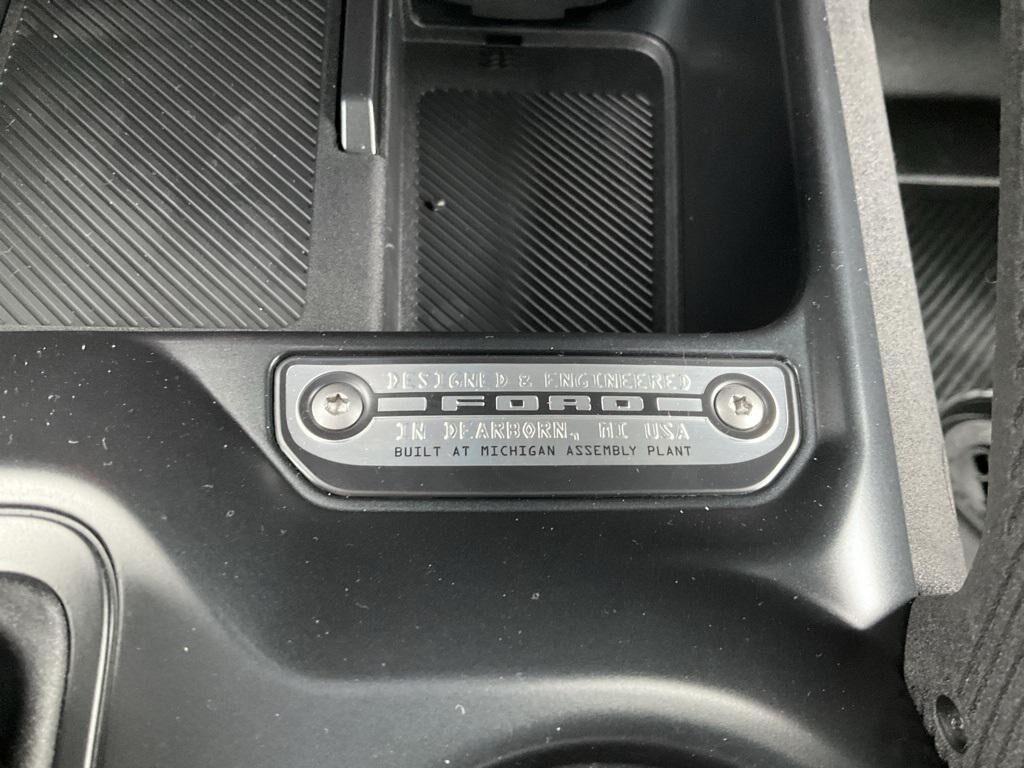 DESIGNED & ENGINEERED
FORD
IN DEARBORN, MI USA
BUILT AT MICHIGAN ASSEMBLY PLANT